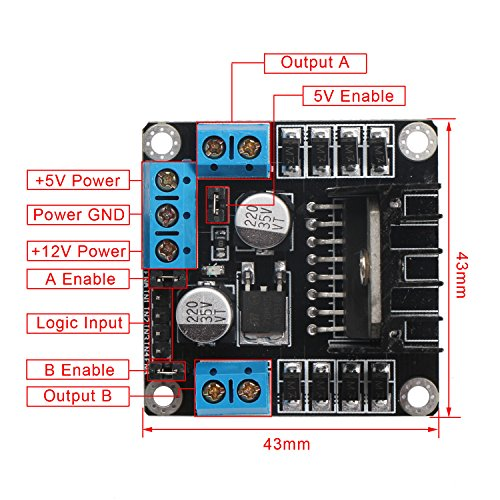 Output A
5V Enable
+5V Power
Power GND
+12V Power
A Enable
Logic Input
B Enable
Output B
220
35V
VT
220
35V
VT
43mm
43mm